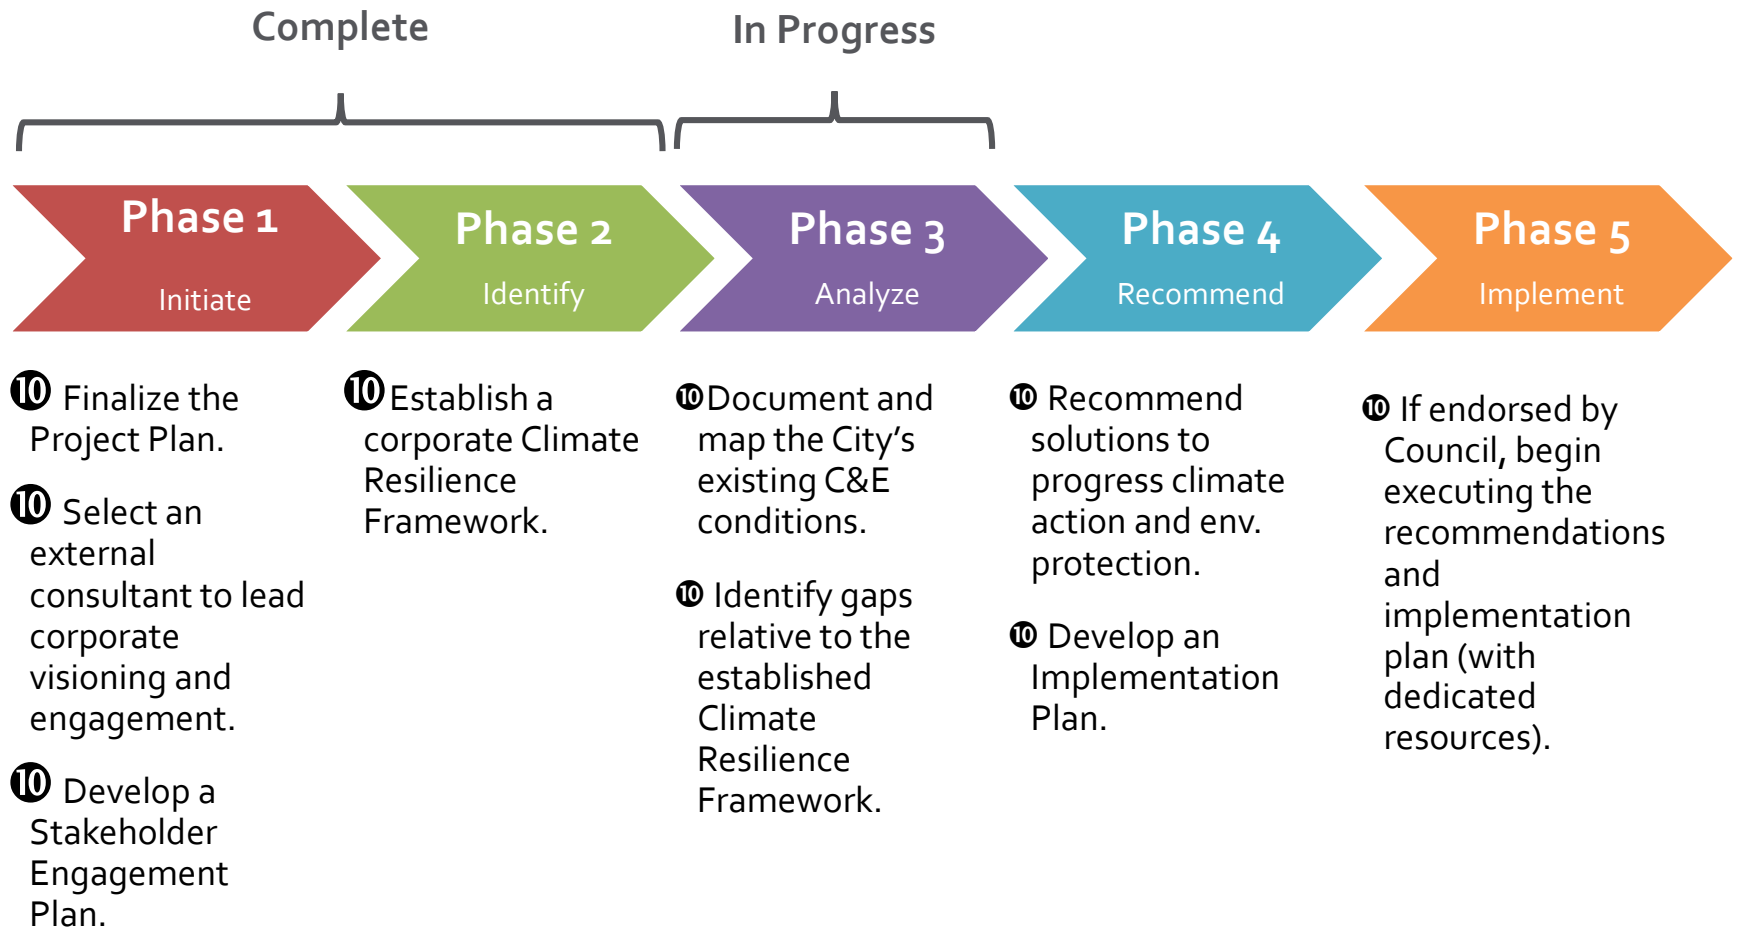 Complete
In Progress
Phase 1
Initiate
Phase 2
Identify
Phase 3
Analyze
Phase 4
Recommend
Phase 5
Implement
❿ Finalize the
Project Plan.
❿ Select an
external
consultant to lead
corporate
visioning and
engagement.
❿ Develop a
Stakeholder
Engagement
Plan.
❿ Establish a
corporate Climate
Resilience
Framework.
❿ Document and
map the City’s
existing C&E
conditions.
❿ Identify gaps
relative to the
established
Climate
Resilience
Framework.
❿ Recommend
solutions to
progress climate
action and env.
protection.
❿ Develop an
Implementation
Plan.
❿ If endorsed by
Council, begin
executing the
recommendations
and
implementation
plan (with
dedicated
resources).